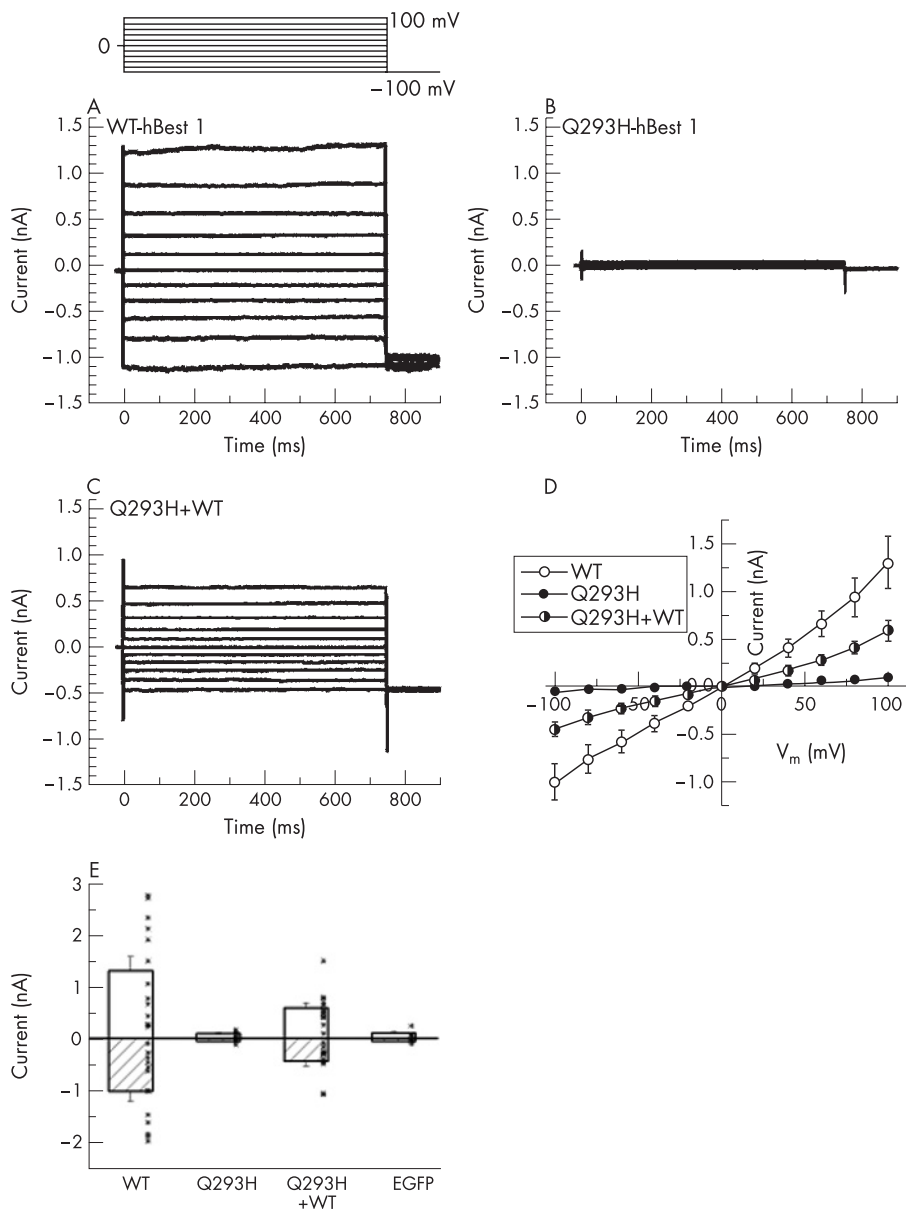 100 mV
0
−100 mV
A
WT-hBest 1
1.5
1.0
0.5
0.0
−0.5
−1.0
−1.5
Current (nA)
0
200
400
600
800
Time (ms)
B
Q293H-hBest 1
1.5
1.0
0.5
0.0
−0.5
−1.0
−1.5
Current (nA)
0
200
400
600
800
Time (ms)
C
Q293H+WT
1.5
1.0
0.5
0.0
−0.5
−1.0
−1.5
Current (nA)
0
200
400
600
800
Time (ms)
D
WT
Q293H
Q293H+WT
1.5
1.0
0.5
0.0
−0.5
−1.0
Current (nA)
−100
−50
0
50
100
Vm (mV)
E
3
2
1
0
−1
−2
Current (nA)
WT
Q293H
Q293H
+WT
EGFP